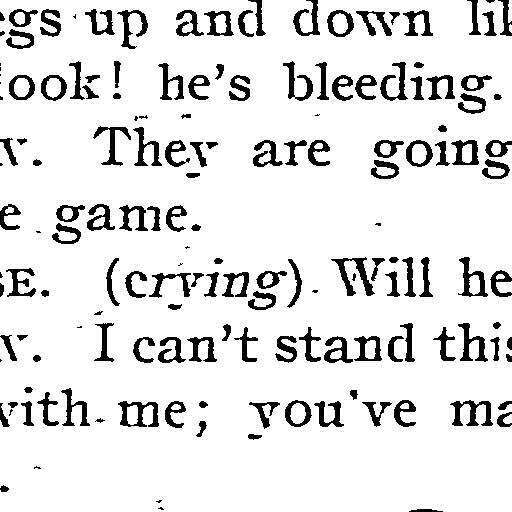 egs up and down lik
look! he's bleeding.
v. They are going
e game.
GE. (crying) Will he
v. I can't stand this
with me; you've ma
.